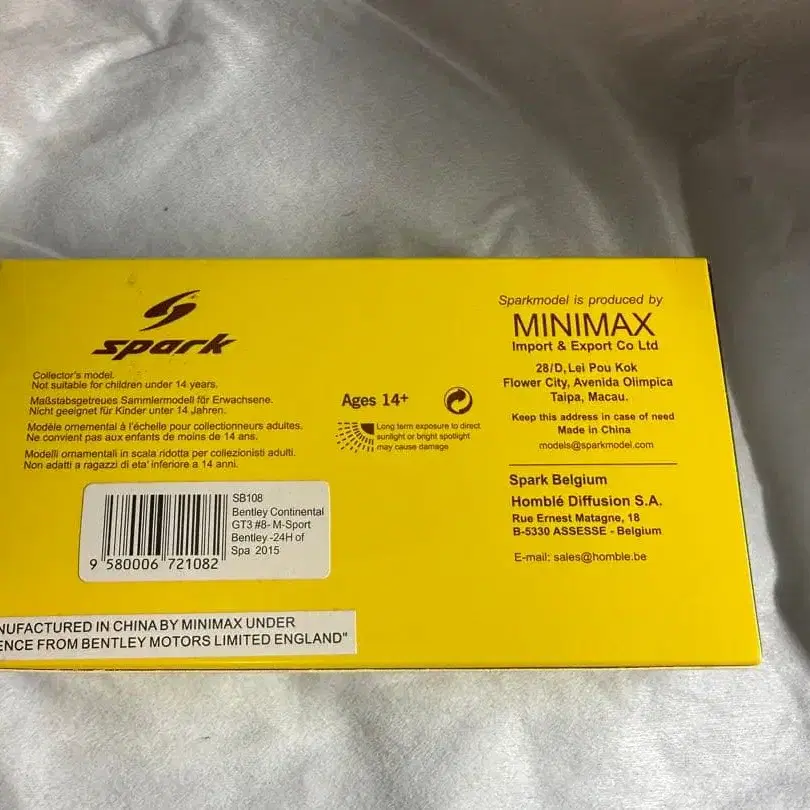 spark
Collector's model.
Not suitable for children under 14 years.
Maßstabsgetreues Sammlermodell für Erwachsene.
Nicht geeignet für Kinder unter 14 Jahren.
Modèle ornemental à l'échelle pour collectionneurs adultes.
Ne convient pas aux enfants de moins de 14 ans.
Modelli ornamentali in scala ridotta per collezionisti adulti.
Non adatti a ragazzi di eta' inferiore a 14 anni.
Ages 14+
Long term exposure to direct
sunlight or bright spotlight
may cause damage
Sparkmodel is produced by
MINIMAX
Import & Export Co Ltd
28/D, Lei Pou Kok
Flower City, Avenida Olimpica
Taipa, Macau.
Keep this address in case of need
Made in China
models@sparkmodel.com
Spark Belgium
Homblé Diffusion S.A.
Rue Ernest Matagne, 18
B-5330 ASSESSE - Belgium
E-mail: sales@homble.be
SB108
Bentley Continental
GT3 #8- M-Sport
Bentley -24H of
Spa 2015
9 580006 721082
NUFACTURED IN CHINA BY MINIMAX UNDER
ENCE FROM BENTLEY MOTORS LIMITED ENGLAND"